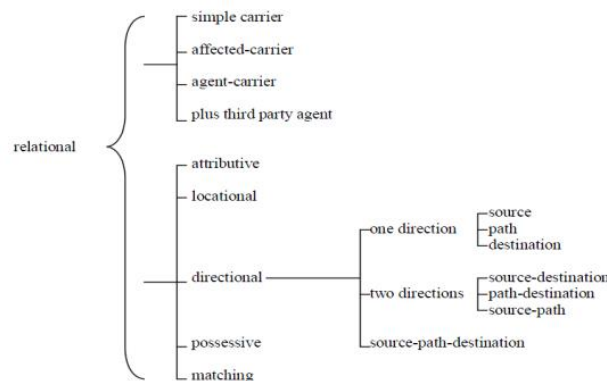 simple carrier
affected-carrier
agent-carrier
plus third party agent
relational
attributive
locational
directional
one direction
source
path
destination
two directions
source-destination
path-destination
source-path
source-path-destination
possessive
matching